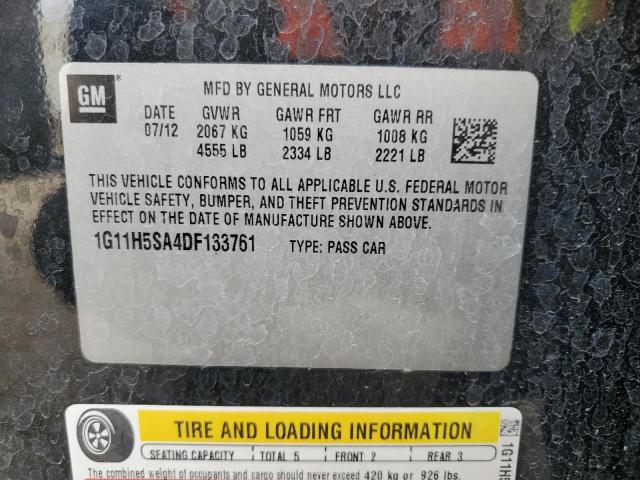 GM
MFD BY GENERAL MOTORS LLC
DATE GVWR GAWR FRT GAWR RR
07/12 2067 KG 1059 KG 1008 KG
4555 LB 2334 LB 2221 LB
THIS VEHICLE CONFORMS TO ALL APPLICABLE U.S. FEDERAL MOTOR
VEHICLE SAFETY, BUMPER, AND THEFT PREVENTION STANDARDS IN
EFFECT ON THE DATE OF MANUFACTURE SHOWN ABOVE.
1G11H5SA4DF133761 TYPE: PASS CAR
TIRE AND LOADING INFORMATION
SEATING CAPACITY TOTAL 5 FRONT 2 REAR 3
The combined weight of occupants and cargo should never exceed 420 kg or 926 lbs.
1G11H5